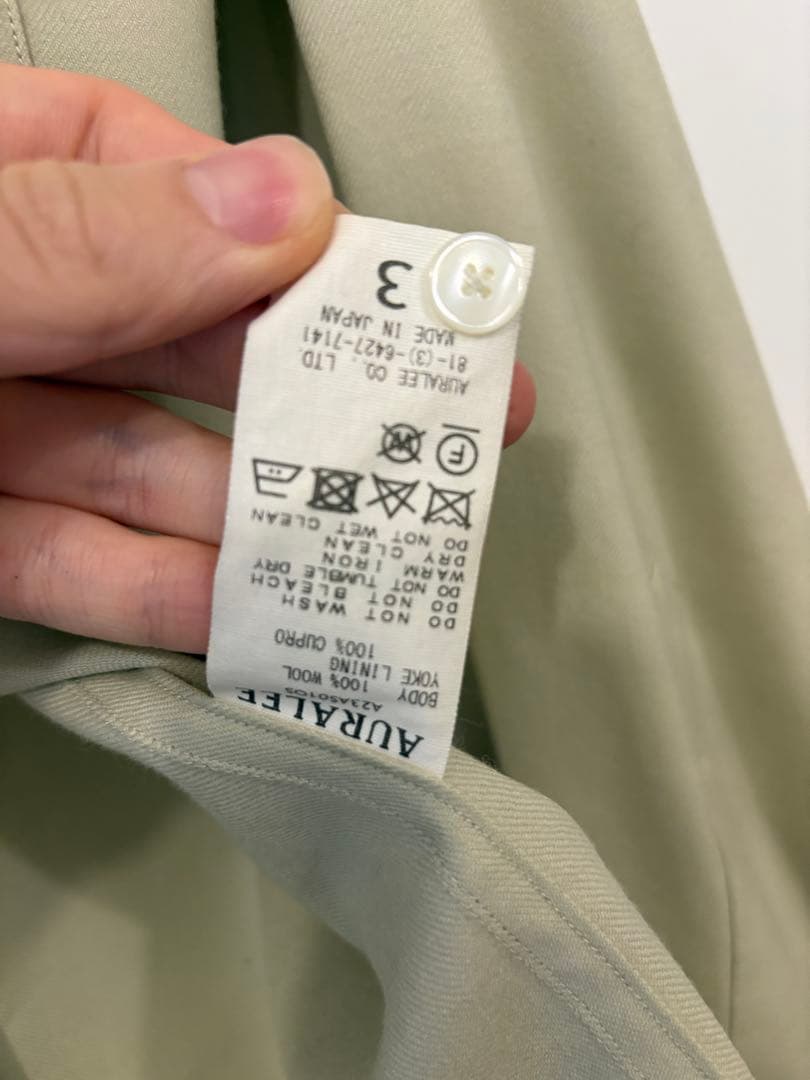 AURALEE
A23AS01OS
BODY
100% WOOL
YOKE LINING
100% CUPRO
DO NOT WASH
DO NOT BLEACH
DO NOT TUMBLE DRY
WARM IRON
DRY CLEAN
DO NOT WET CLEAN
F W
AURALEE CO., LTD.
81-(3)-6427-7141
MADE IN JAPAN
3